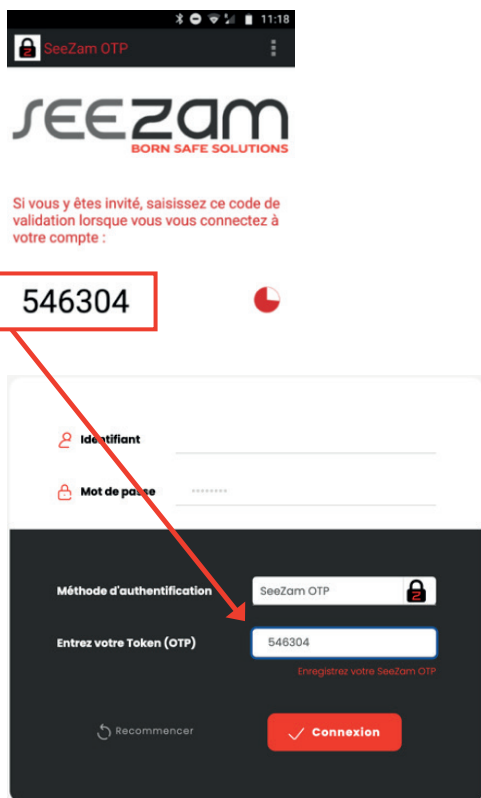 11:18
SeeZam OTP
SEEZam
BORN SAFE SOLUTIONS
Si vous y êtes invité, saisissez ce code de
validation lorsque vous vous connectez à
votre compte :
546304
Identifiant
Mot de passe ········
Méthode d'authentification SeeZam OTP
Entrez votre Token (OTP) 546304
Enregistrez votre SeeZam OTP
Recommencer Connexion